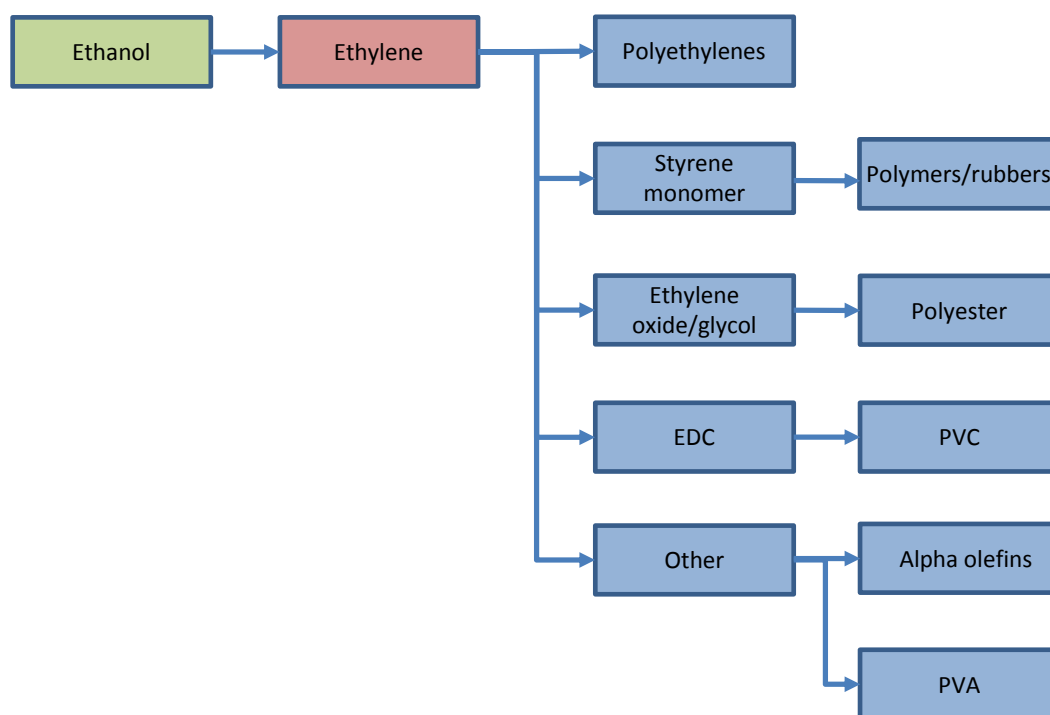 Ethanol
Ethylene
Polyethylenes
Styrene
monomer
Polymers/rubbers
Ethylene
oxide/glycol
Polyester
EDC
PVC
Other
Alpha olefins
PVA